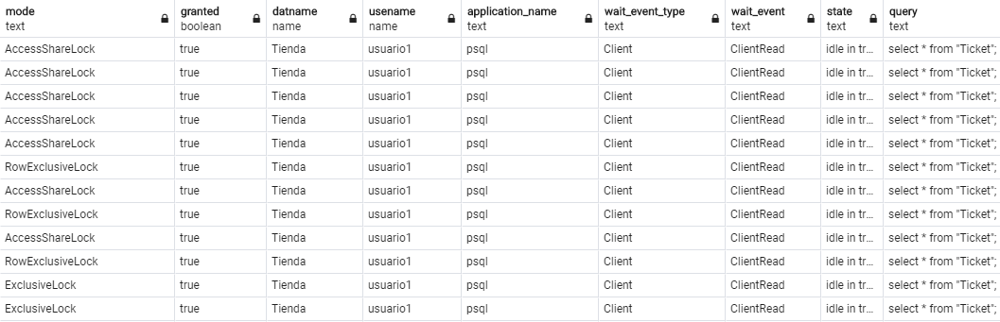 mode granted datname usename application_name wait_event_type wait_event state query
text boolean name name text text text text text
AccessShareLock true Tienda usuario1 psql Client ClientRead idle in tr... select * from "Ticket";
AccessShareLock true Tienda usuario1 psql Client ClientRead idle in tr... select * from "Ticket";
AccessShareLock true Tienda usuario1 psql Client ClientRead idle in tr... select * from "Ticket";
AccessShareLock true Tienda usuario1 psql Client ClientRead idle in tr... select * from "Ticket";
AccessShareLock true Tienda usuario1 psql Client ClientRead idle in tr... select * from "Ticket";
RowExclusiveLock true Tienda usuario1 psql Client ClientRead idle in tr... select * from "Ticket";
AccessShareLock true Tienda usuario1 psql Client ClientRead idle in tr... select * from "Ticket";
RowExclusiveLock true Tienda usuario1 psql Client ClientRead idle in tr... select * from "Ticket";
AccessShareLock true Tienda usuario1 psql Client ClientRead idle in tr... select * from "Ticket";
RowExclusiveLock true Tienda usuario1 psql Client ClientRead idle in tr... select * from "Ticket";
ExclusiveLock true Tienda usuario1 psql Client ClientRead idle in tr... select * from "Ticket";
ExclusiveLock true Tienda usuario1 psql Client ClientRead idle in tr... select * from "Ticket";